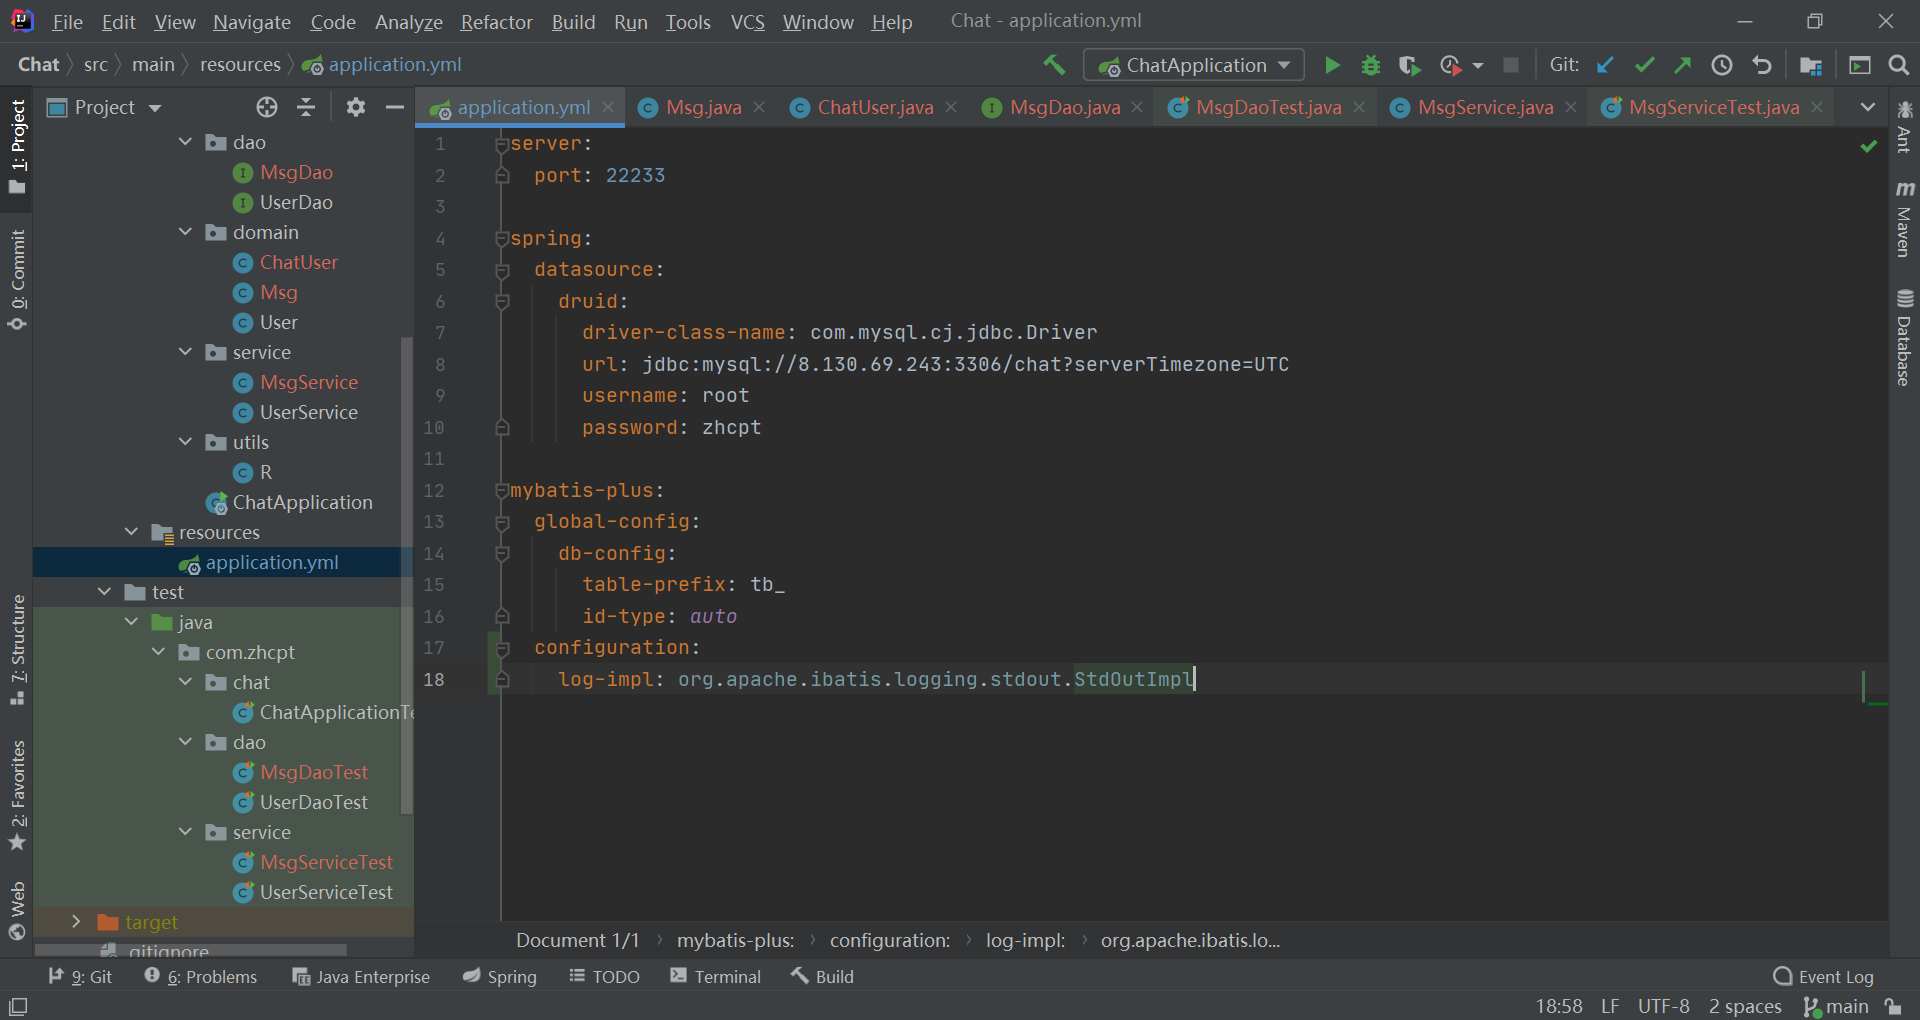 File Edit View Navigate Code Analyze Refactor Build Run Tools VCS Window Help Chat - application.yml
Chat src main resources application.yml ChatApplication Git:
1: Project
0: Commit
7: Structure
2: Favorites
Web
Project
dao
MsgDao
UserDao
domain
ChatUser
Msg
User
service
MsgService
UserService
utils
R
ChatApplication
resources
application.yml
test
java
com.zhcpt
chat
ChatApplicationTe
dao
MsgDaoTest
UserDaoTest
service
MsgServiceTest
UserServiceTest
target
.gitignore
application.yml Msg.java ChatUser.java MsgDao.java MsgDaoTest.java MsgService.java MsgServiceTest.java
1 server:
2 port: 22233
3
4 spring:
5 datasource:
6 druid:
7 driver-class-name: com.mysql.cj.jdbc.Driver
8 url: jdbc:mysql://8.130.69.243:3306/chat?serverTimezone=UTC
9 username: root
10 password: zhcpt
11
12 mybatis-plus:
13 global-config:
14 db-config:
15 table-prefix: tb_
16 id-type: auto
17 configuration:
18 log-impl: org.apache.ibatis.logging.stdout.StdOutImpl
Ant
Maven
Database
Document 1/1 mybatis-plus: configuration: log-impl: org.apache.ibatis.lo...
9: Git 6: Problems Java Enterprise Spring TODO Terminal Build Event Log
18:58 LF UTF-8 2 spaces main